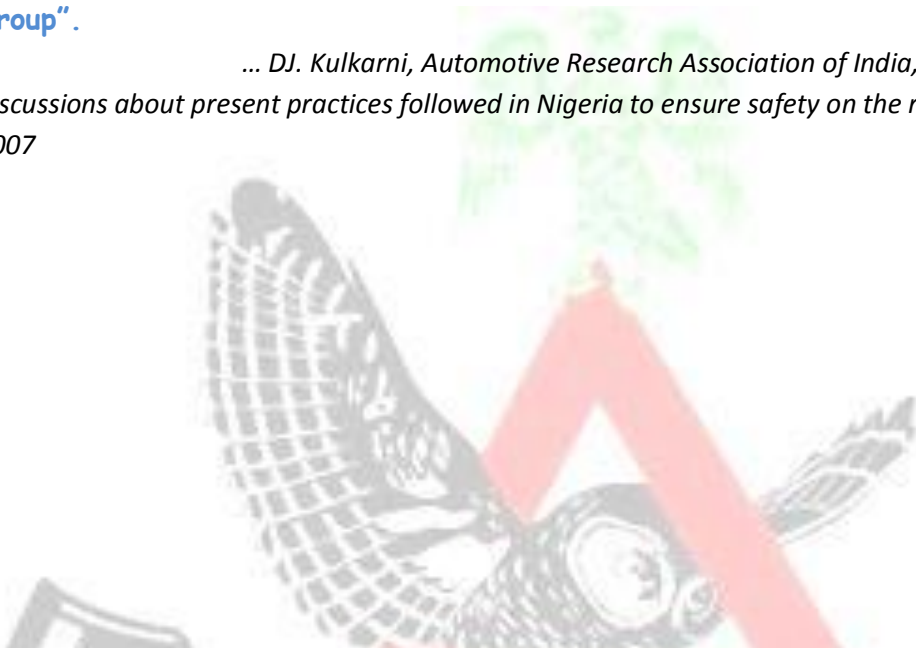 roup”.
… DJ. Kulkarni, Automotive Research Association of India,
scussions about present practices followed in Nigeria to ensure safety on the r
007